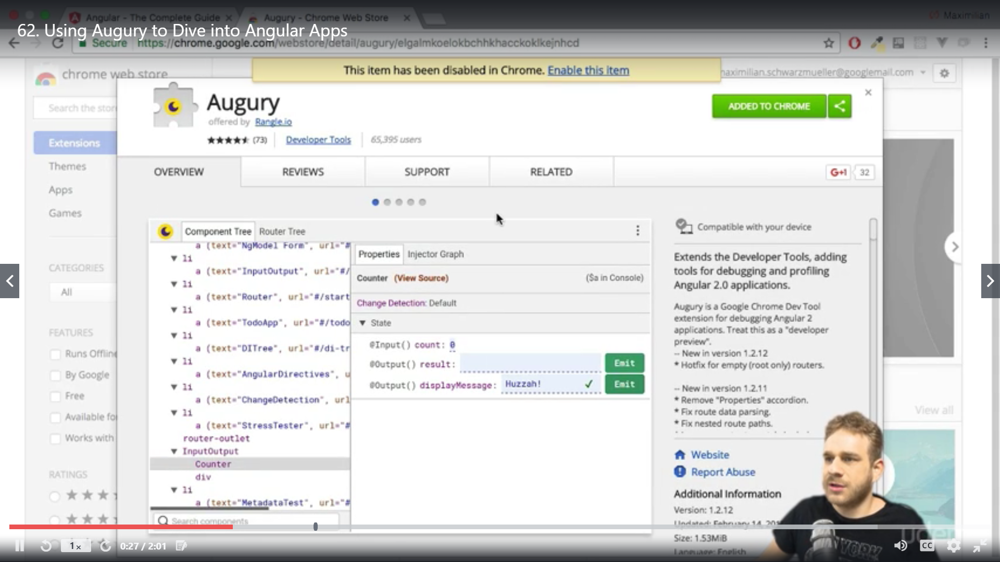 Angular - The Complete Guide
Augury - Chrome Web Store
Maximilian
62. Using Augury to Dive into Angular Apps
Secure https://chrome.google.com/webstore/detail/augury/elgalmkoelokbchhkhacckoklkejnhcd
This item has been disabled in Chrome. Enable this item
chrome web store
maximilian.schwarzmueller@googlemail.com
Search the store
Augury
offered by Rangle.io
(73)
Developer Tools
65,395 users
ADDED TO CHROME
Extensions
Themes
Apps
Games
CATEGORIES
All
FEATURES
Runs Offline
By Google
Free
Available for
Works with
RATINGS
OVERVIEW
REVIEWS
SUPPORT
RELATED
G+1
32
Component Tree
Router Tree
a (text="NgModel Form", url="#
li
a (text="InputOutput", url="#/
li
a (text="Router", url="#/start
li
a (text="TodoApp", url="#/todo
li
a (text="DITree", url="#/di-tr
li
a (text="AngularDirectives", u
li
a (text="ChangeDetection", url
li
a (text="StressTester", url="#
router-outlet
InputOutput
Counter
div
li
a (text="MetadataTest", url="#
Search components
Properties
Injector Graph
Counter (View Source)
($a in Console)
Change Detection: Default
State
@Input() count: 0
@Output() result:
Emit
@Output() displayMessage: Huzzah!
Emit
Compatible with your device
Extends the Developer Tools, adding
tools for debugging and profiling
Angular 2.0 applications.
Augury is a Google Chrome Dev Tool
extension for debugging Angular 2
applications. Treat this as a "developer
preview".
-- New in version 1.2.12
* Hotfix for empty (root only) routers.
-- New in version 1.2.11
* Remove "Properties" accordion.
* Fix route data parsing.
* Fix nested route paths.
Website
Report Abuse
Additional Information
Version: 1.2.12
Updated: February 14, 201
Size: 1.53MiB
Language: English
View all
YORK
1x
0:27 / 2:01
CC